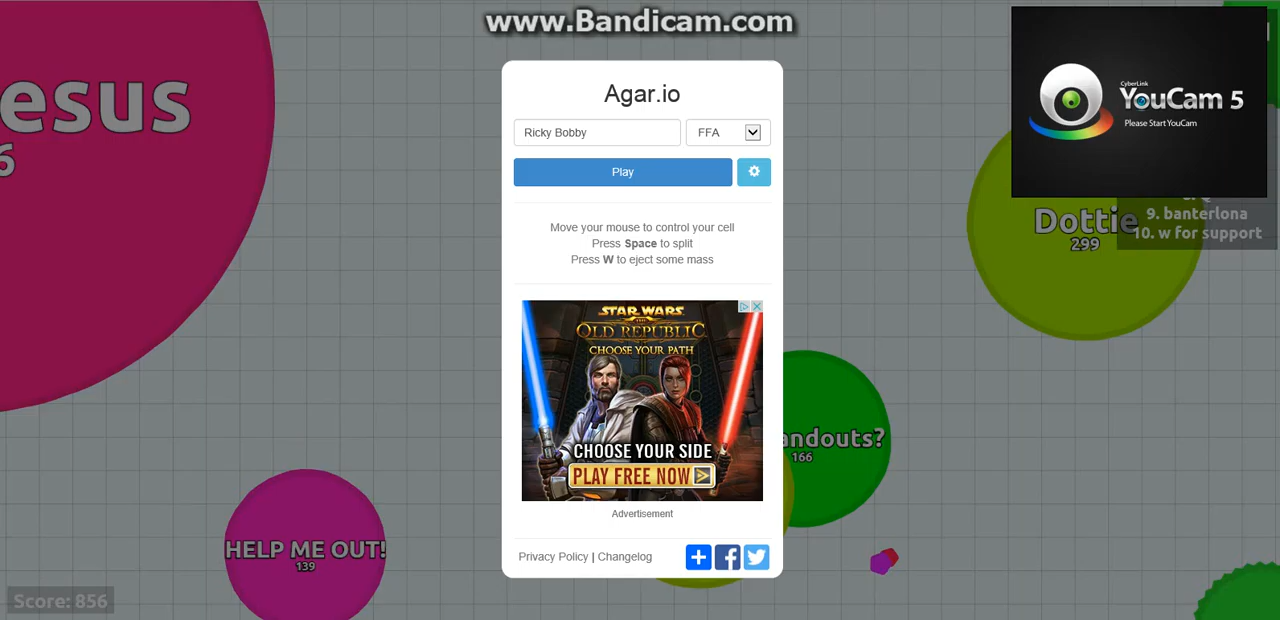 www.Bandicam.com
Agar.io
Ricky Bobby
FFA
Play
Move your mouse to control your cell
Press Space to split
Press W to eject some mass
STAR WARS
THE
OLD REPUBLIC
CHOOSE YOUR PATH
CHOOSE YOUR SIDE
PLAY FREE NOW
Advertisement
Privacy Policy | Changelog
esus
6
HELP ME OUT!
139
Score: 856
CyberLink
YouCam 5
Please Start YouCam
Dottie
299
9. banterlona
10. w for support
andouts?
166